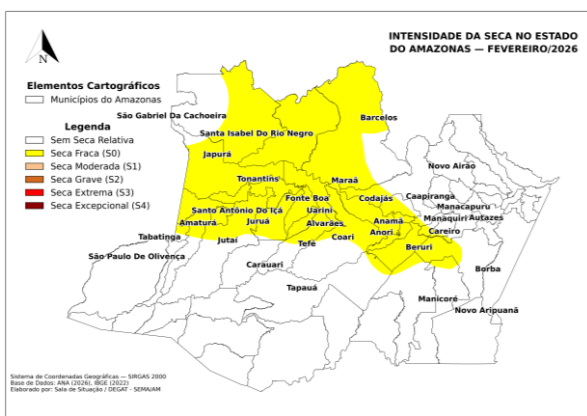 INTENSIDADE DA SECA NO ESTADO
DO AMAZONAS — FEVEREIRO/2026
N
Elementos Cartográficos
Municípios do Amazonas
Legenda
Sem Seca Relativa
Seca Fraca (S0)
Seca Moderada (S1)
Seca Grave (S2)
Seca Extrema (S3)
Seca Excepcional (S4)
São Gabriel Da Cachoeira
Barcelos
Santa Isabel Do Rio Negro
Japurá
Novo Airão
Tonantins
Maraã
Fonte Boa
Codajás
Caapiranga
Santo Antônio Do Içá
Uarini
Manacapuru
Amaturá
Juruá
Alvarães
Anamã
Manaquiri
Autazes
Tabatinga
Jutaí
Tefé
Coari
Anori
Careiro
Beruri
São Paulo De Olivença
Carauari
Borba
Tapauá
Manicoré
Novo Aripuanã
Sistema de Coordenadas Geográficas — SIRGAS 2000
Base de Dados: ANA (2026), IBGE (2022)
Elaborado por: Sala de Situação / DEGAT - SEMA/AM